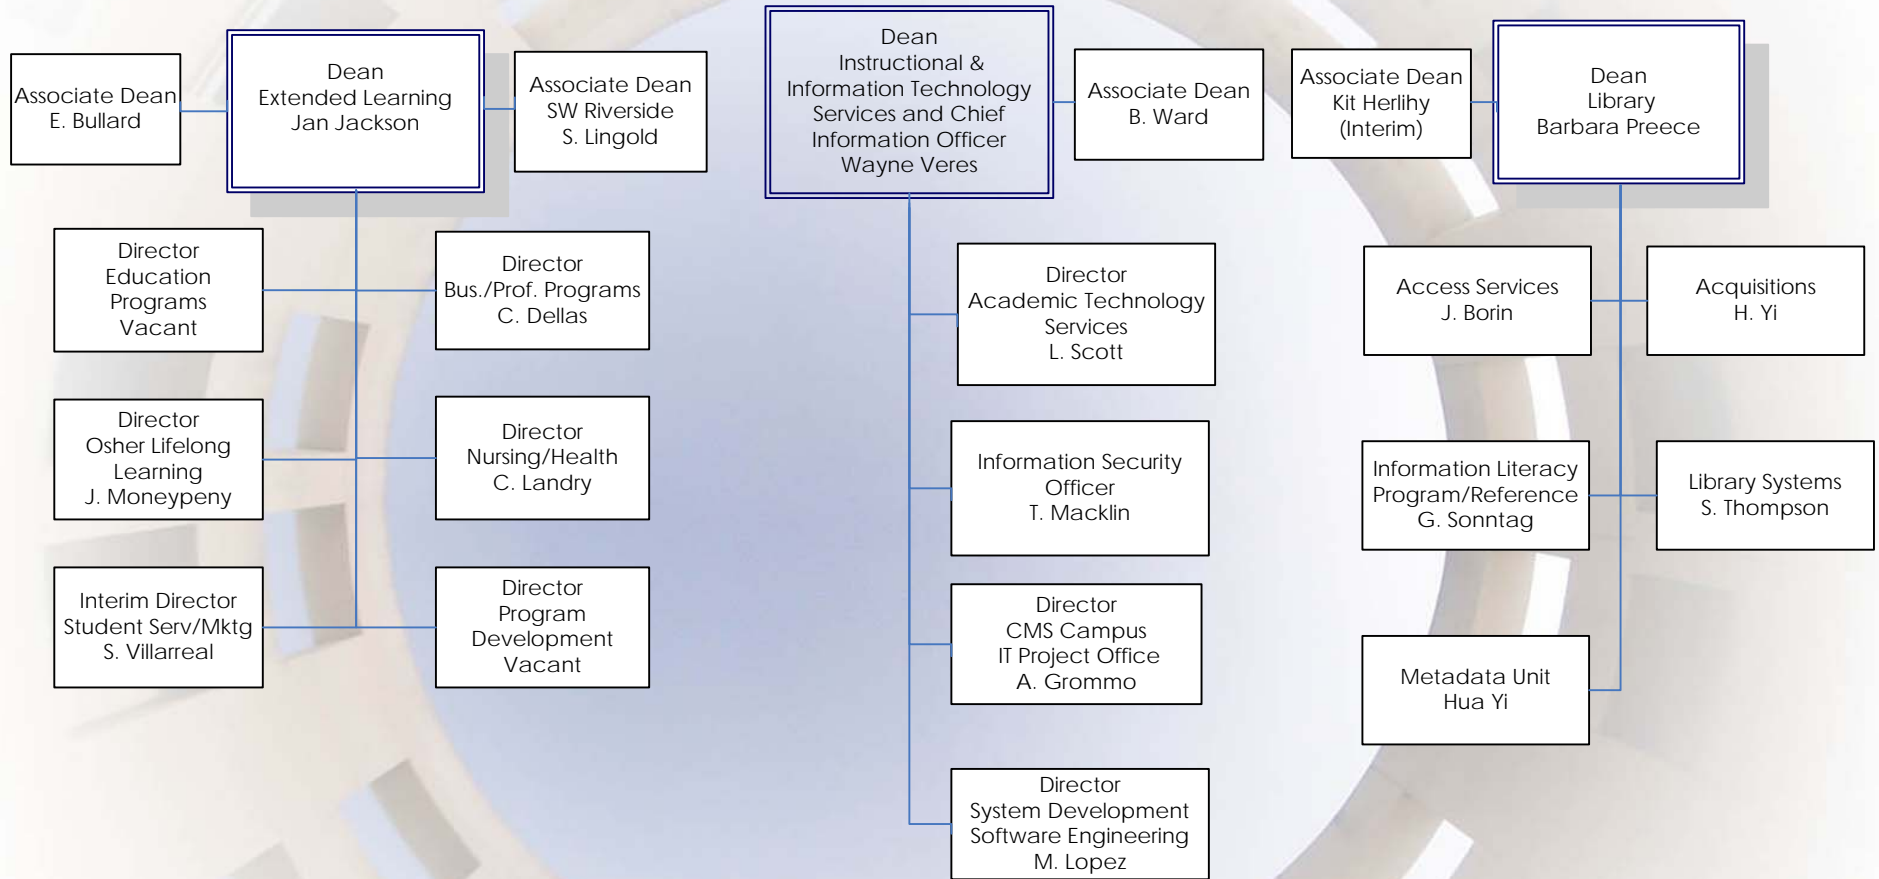 Associate Dean
E. Bullard
Dean
Extended Learning
Jan Jackson
Associate Dean
SW Riverside
S. Lingold
Director
Education
Programs
Vacant
Director
Bus./Prof. Programs
C. Dellas
Director
Osher Lifelong
Learning
J. Moneypeny
Director
Nursing/Health
C. Landry
Interim Director
Student Serv/Mktg
S. Villarreal
Director
Program
Development
Vacant
Dean
Instructional &
Information Technology
Services and Chief
Information Officer
Wayne Veres
Associate Dean
B. Ward
Director
Academic Technology
Services
L. Scott
Information Security
Officer
T. Macklin
Director
CMS Campus
IT Project Office
A. Grommo
Director
System Development
Software Engineering
M. Lopez
Associate Dean
Kit Herlihy
(Interim)
Dean
Library
Barbara Preece
Access Services
J. Borin
Acquisitions
H. Yi
Information Literacy
Program/Reference
G. Sonntag
Library Systems
S. Thompson
Metadata Unit
Hua Yi